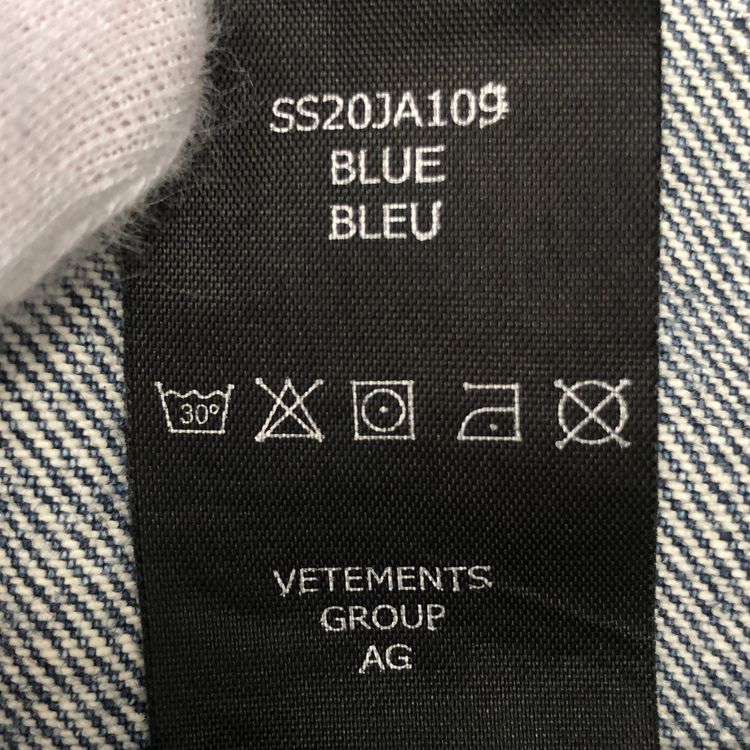 SS20JA109
BLUE
BLEU
30°
VETEMENTS
GROUP
AG